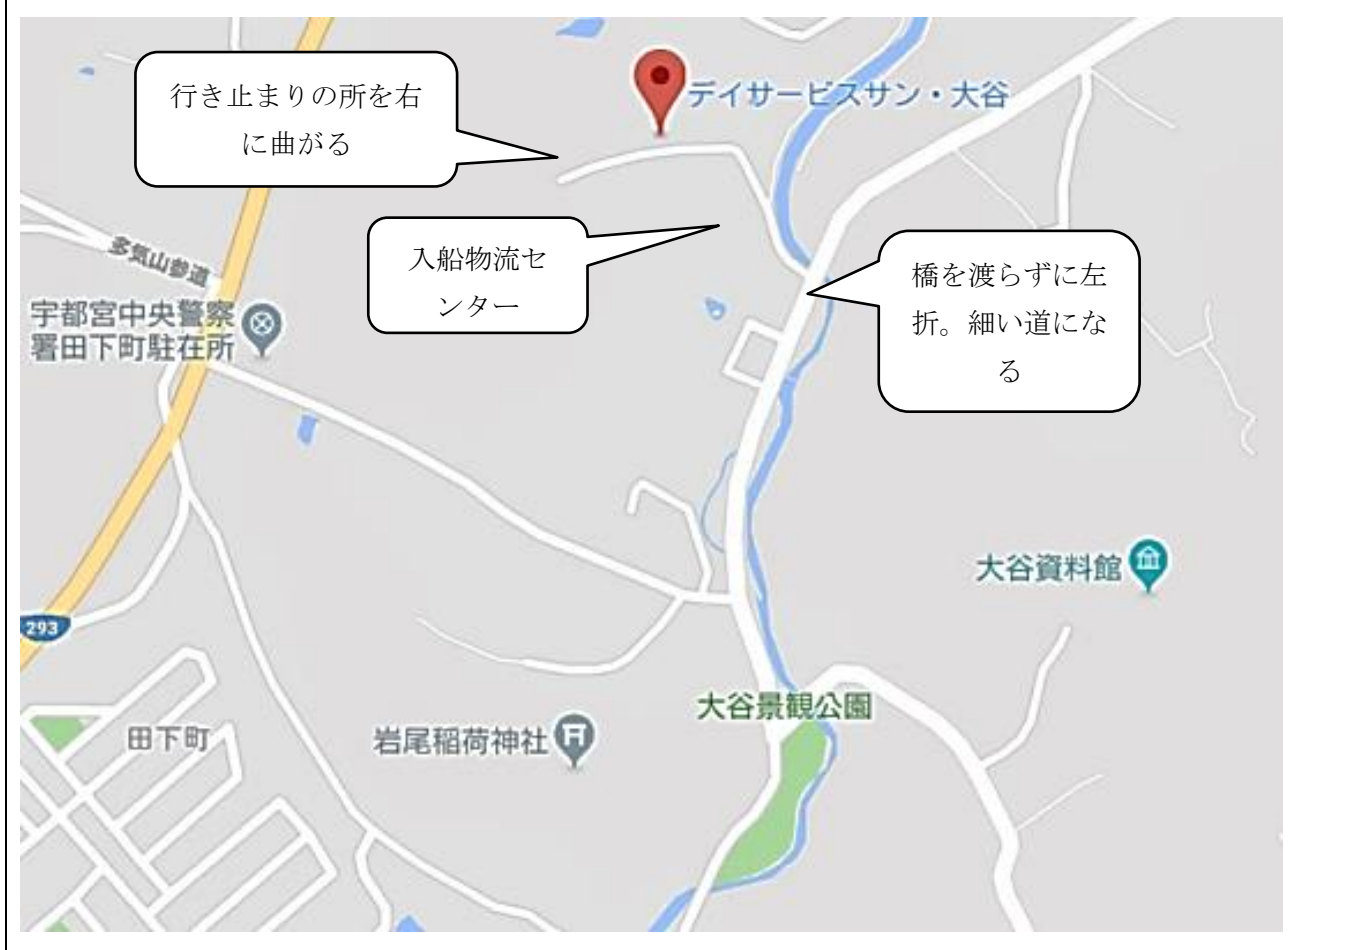 行き止まりの所を右
に曲がる
デイサービスサン・大谷
入船物流セ
ンター
多気山参道
橋を渡らずに左
折。細い道にな
る
宇都宮中央警察
署田下町駐在所
大谷資料館
293
大谷景観公園
田下町
岩尾稲荷神社